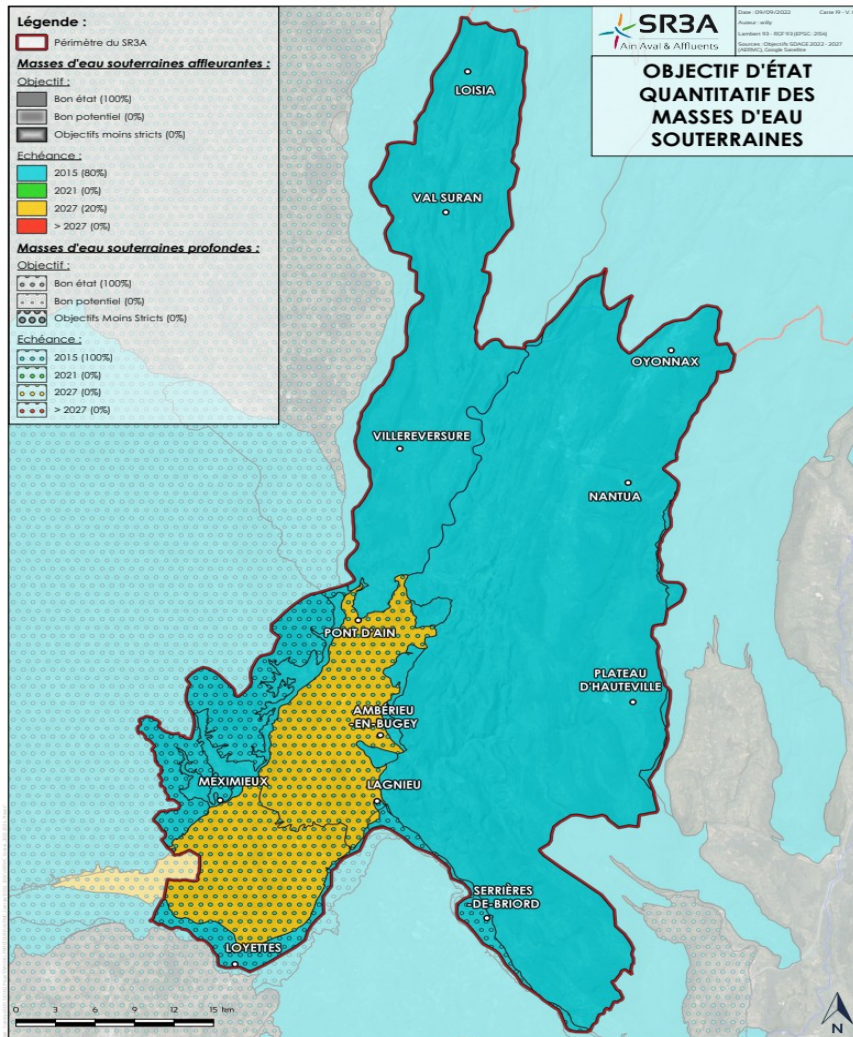 Légende :
Périmètre du SR3A
Masses d'eau souterraines affleurantes :
Objectif :
Bon état (100%)
Bon potentiel (0%)
Objectifs moins stricts (0%)
Echéance :
2015 (80%)
2021 (0%)
2027 (20%)
> 2027 (0%)
Masses d'eau souterraines profondes :
Objectif :
Bon état (100%)
Bon potentiel (0%)
Objectifs Moins Stricts (0%)
Echéance :
2015 (100%)
2021 (0%)
2027 (0%)
> 2027 (0%)
SR3A
Ain Aval & Affluents
Date : 09/09/2022
Auteur : willy
Sources : Objectifs SDAGE 2022 - 2027
OBJECTIF D'ÉTAT
QUANTITATIF DES
MASSES D'EAU
SOUTERRAINES
LOISIA
VAL SURAN
OYONNAX
VILLEREVERSURE
NANTUA
PONT D'AIN
PLATEAU
D'HAUTEVILLE
AMBÉRIEU
-EN-BUGEY
MEXIMIEUX
LAGNIEU
SERRIÈRES
-DE-BRIORD
LOYETTES
0 3 6 9 12 15 km
N